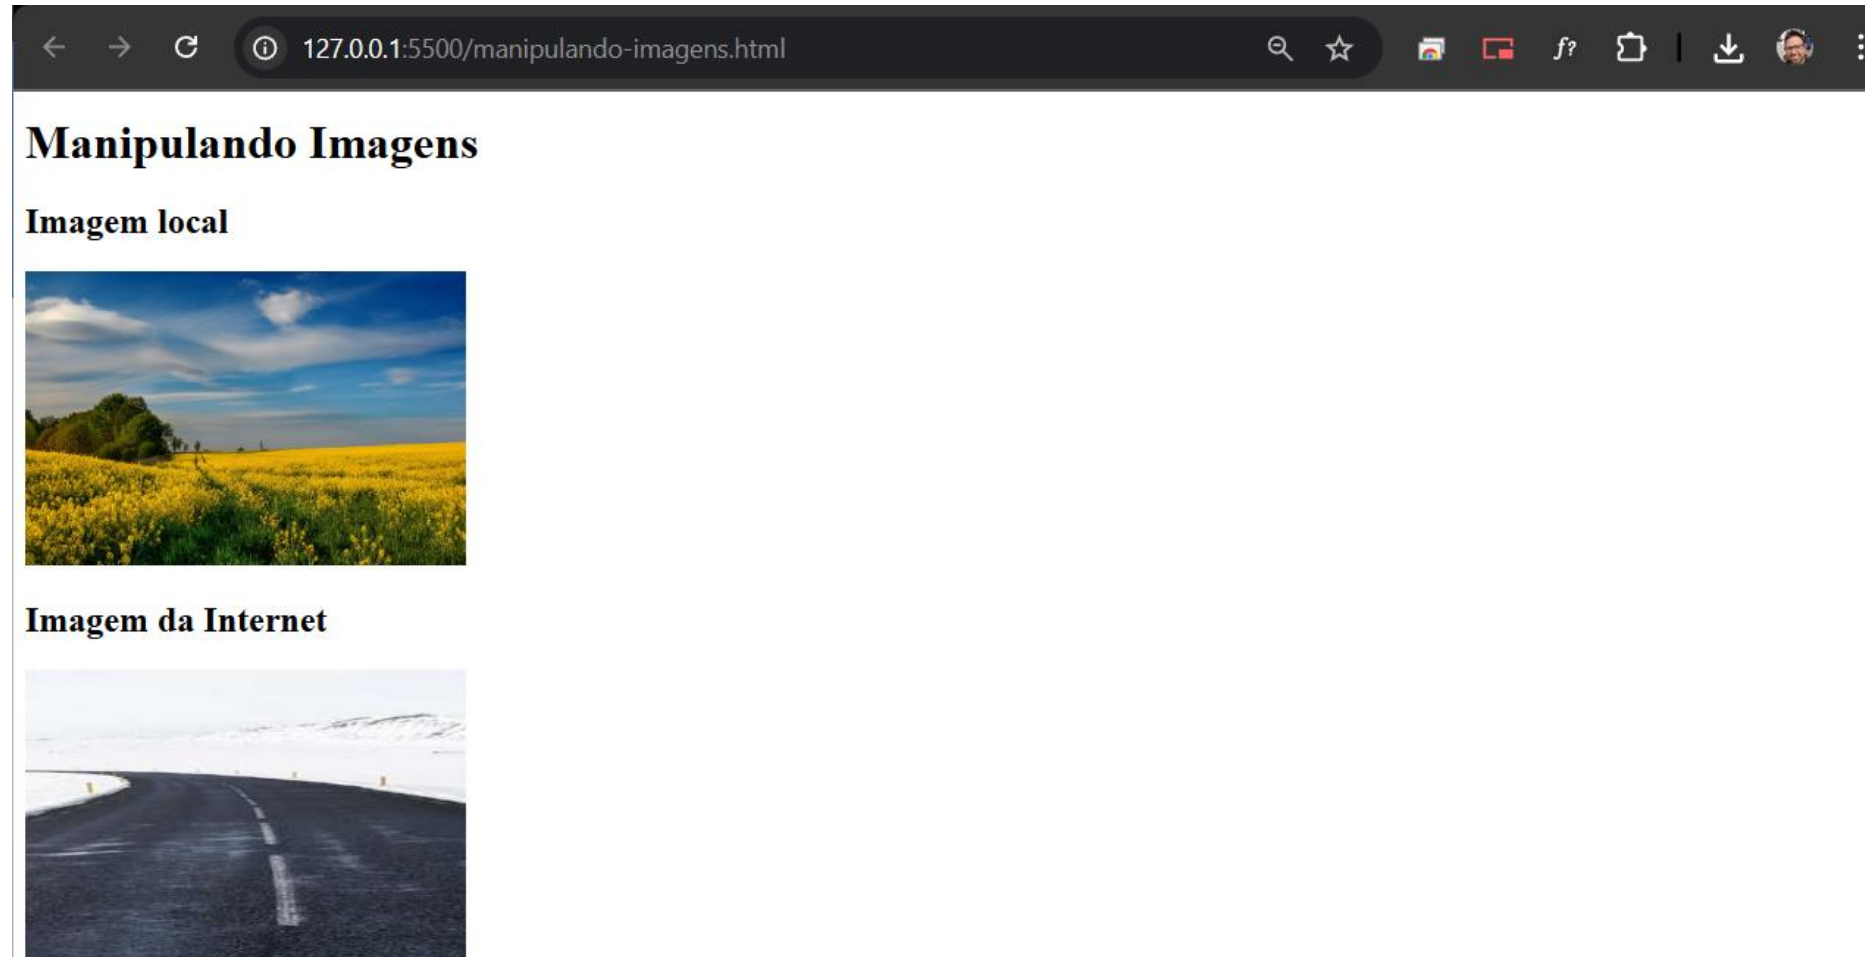 127.0.0.1:5500/manipulando-imagens.html
f?
Manipulando Imagens
Imagem local
Imagem da Internet